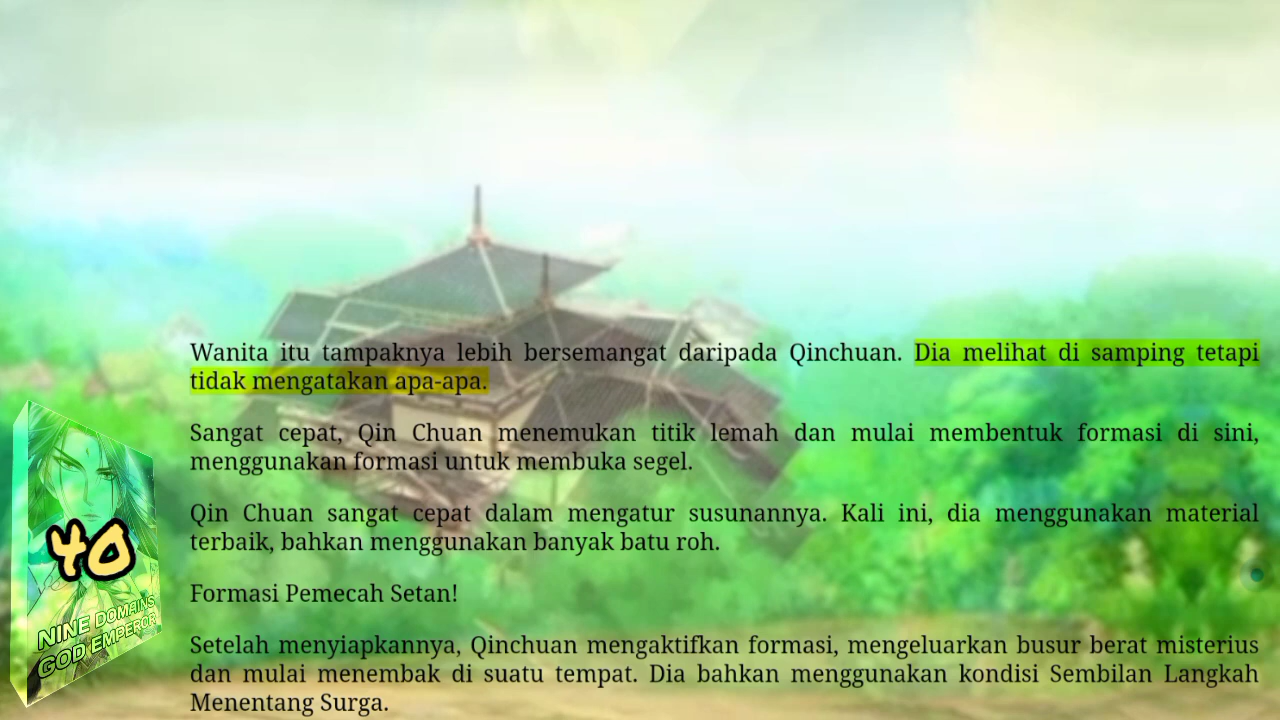 Wanita itu tampaknya lebih bersemangat daripada Qinchuan. Dia melihat di samping tetapi
tidak mengatakan apa-apa.
Sangat cepat, Qin Chuan menemukan titik lemah dan mulai membentuk formasi di sini,
menggunakan formasi untuk membuka segel.
Qin Chuan sangat cepat dalam mengatur susunannya. Kali ini, dia menggunakan material
terbaik, bahkan menggunakan banyak batu roh.
Formasi Pemecah Setan!
Setelah menyiapkannya, Qinchuan mengaktifkan formasi, mengeluarkan busur berat misterius
dan mulai menembak di suatu tempat. Dia bahkan menggunakan kondisi Sembilan Langkah
Menentang Surga.
40
NINE DOMAINS
GOD EMPEROR